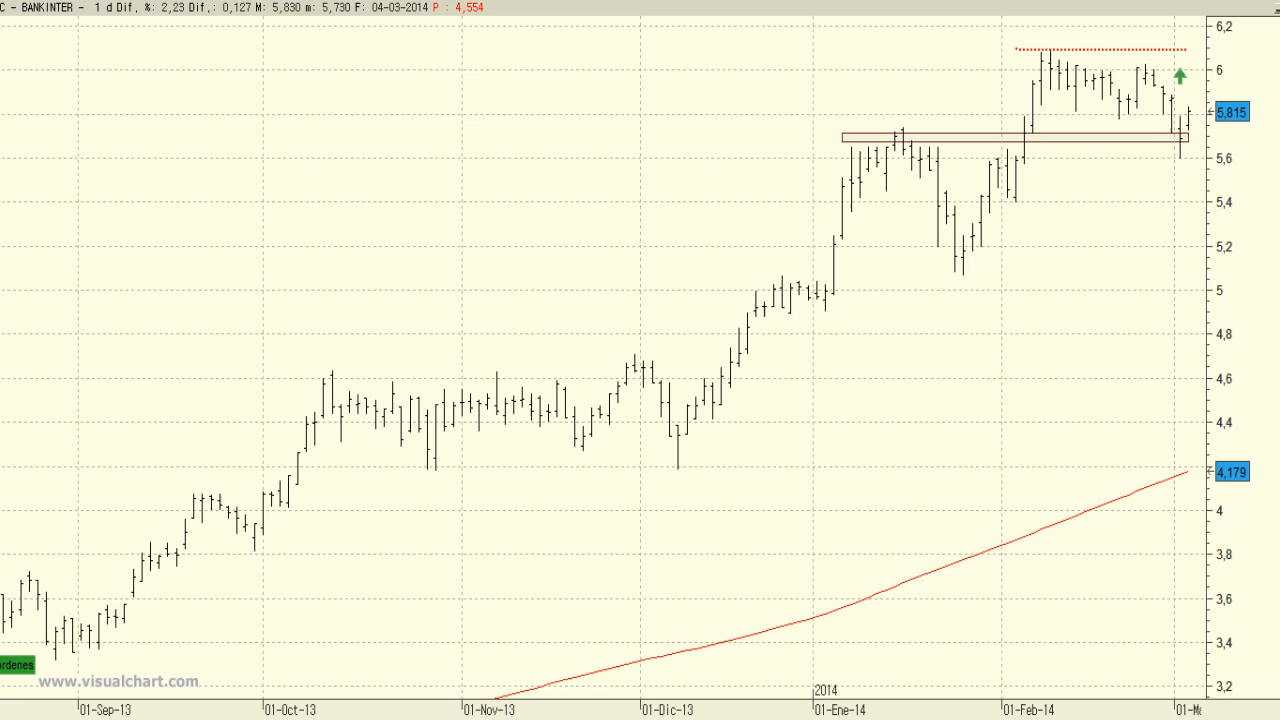 C - BANKINTER - 1 d Dif, %: 2,23 Dif,: 0,127 M: 5,830 m: 5,730 F: 04-03-2014 P : 4,554
6,2
6
5,815
5,6
5,4
5,2
5
4,8
4,6
4,4
4,179
4
3,8
3,6
3,4
3,2
ordenes
www.visualchart.com
2014
01-Sep-13
01-Oct-13
01-Nov-13
01-Dic-13
01-Ene-14
01-Feb-14
01-M